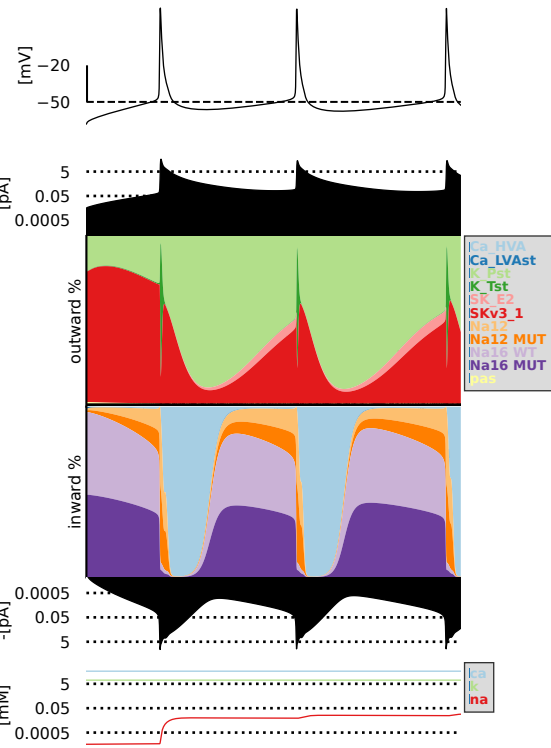 [mV]
−20
−50
[pA]
5
0.05
0.0005
outward %
Ca_HVA
Ca_LVAst
K_Pst
K_Tst
SK_E2
SKv3_1
Na12
Na12 MUT
Na16 WT
Na16 MUT
pas
inward %
-[pA]
0.0005
0.05
5
[mM]
5
0.05
0.0005
ca
k
na